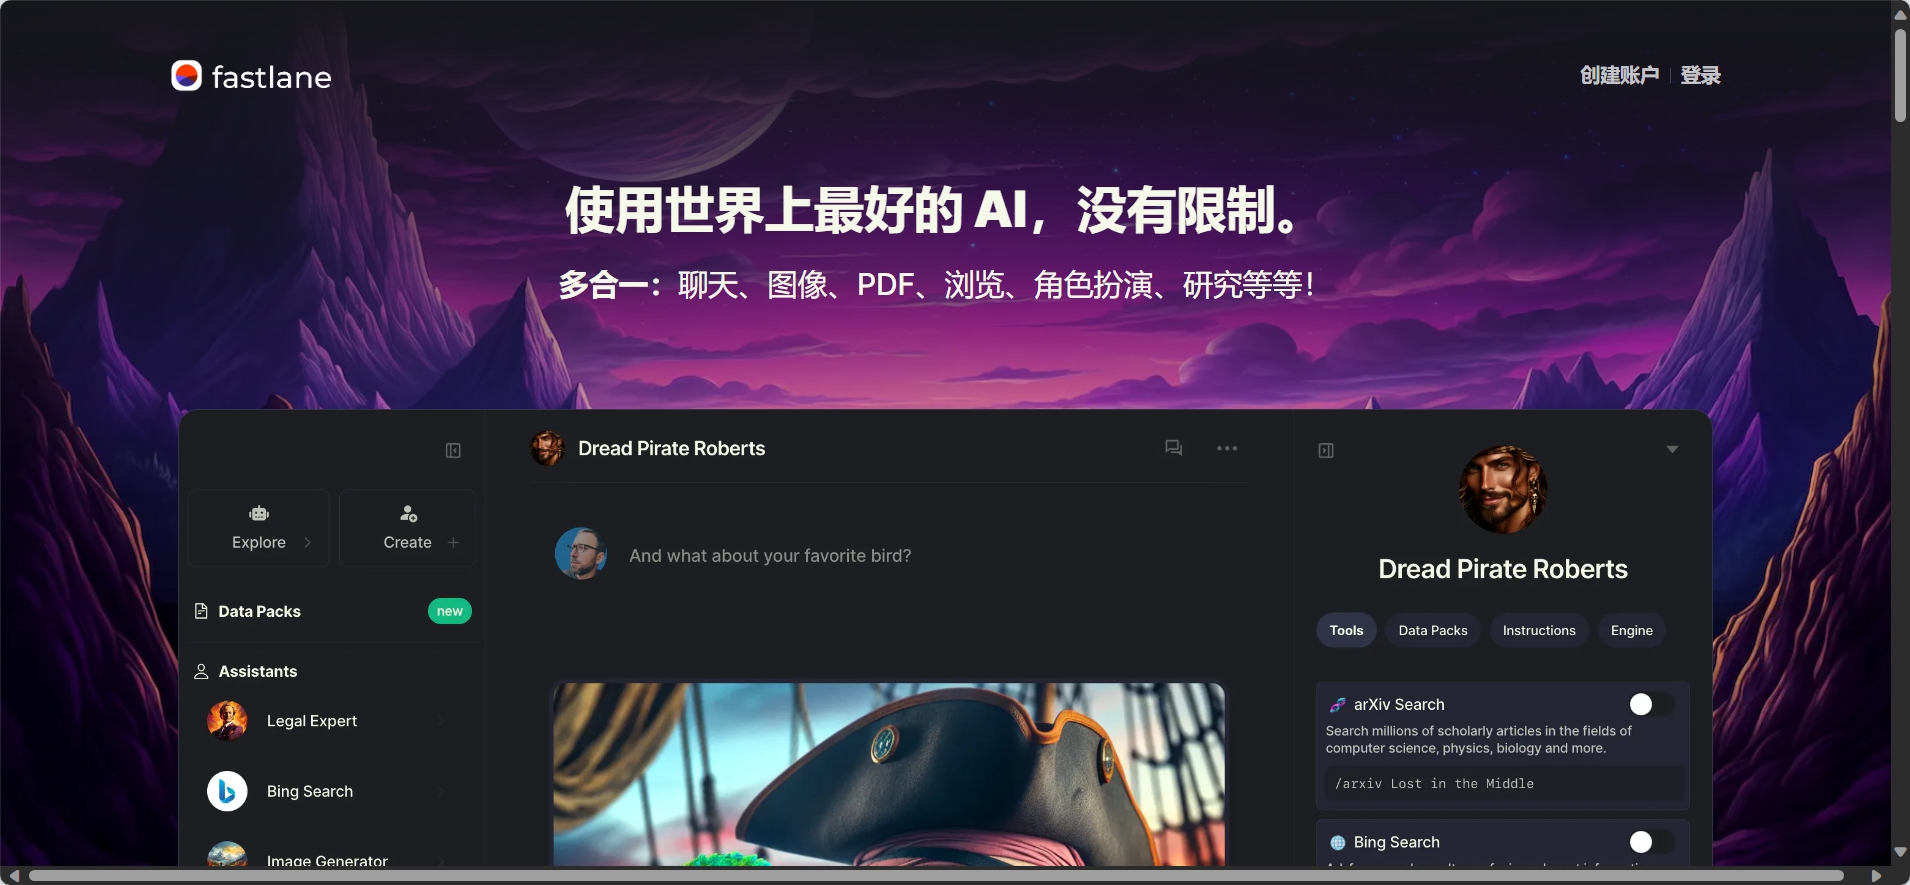 fastlane
创建账户
登录
使用世界上最好的 AI，没有限制。
多合一：聊天、图像、PDF、浏览、角色扮演、研究等等！
Dread Pirate Roberts
Explore
Create
And what about your favorite bird?
Data Packs
new
Assistants
Legal Expert
Bing Search
Image Generator
Dread Pirate Roberts
Tools
Data Packs
Instructions
Engine
arXiv Search
Search millions of scholarly articles in the fields of
computer science, physics, biology and more.
/arxiv Lost in the Middle
Bing Search